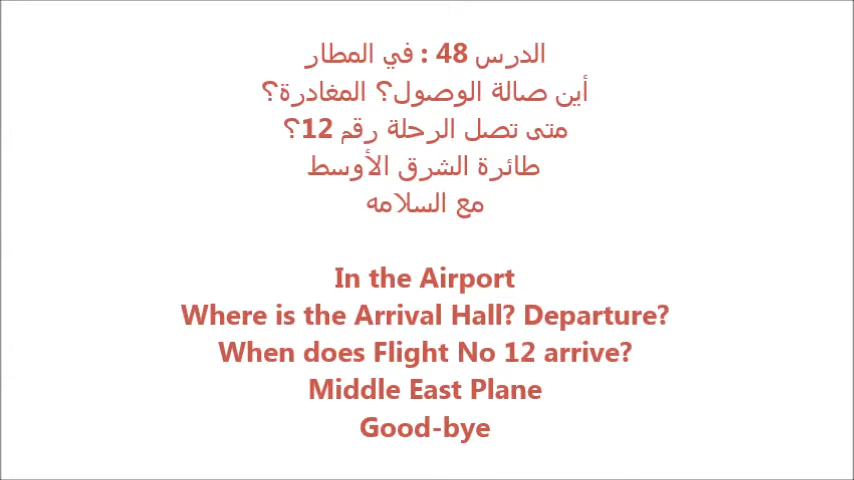 الدرس 48 : في المطار
أين صالة الوصول؟ المغادرة؟
متى تصل الرحلة رقم 12؟
طائرة الشرق الأوسط
مع السلامه
In the Airport
Where is the Arrival Hall? Departure?
When does Flight No 12 arrive?
Middle East Plane
Good-bye